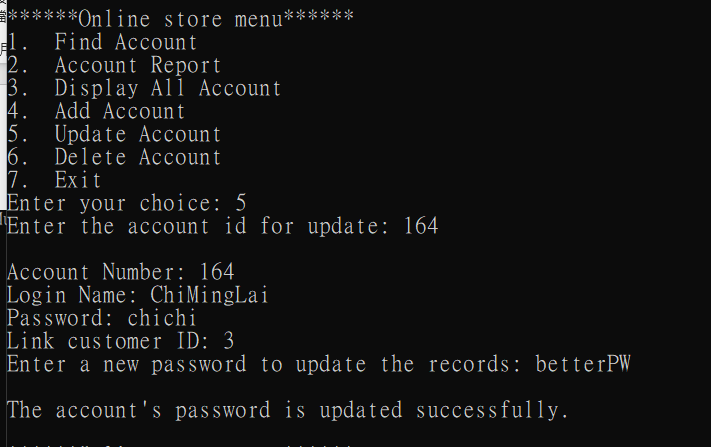 ******Online store menu******
1.  Find Account
2.  Account Report
3.  Display All Account
4.  Add Account
5.  Update Account
6.  Delete Account
7.  Exit
Enter your choice: 5
Enter the account id for update: 164
Account Number: 164
Login Name: ChiMingLai
Password: chichi
Link customer ID: 3
Enter a new password to update the records: betterPW
The account's password is updated successfully.